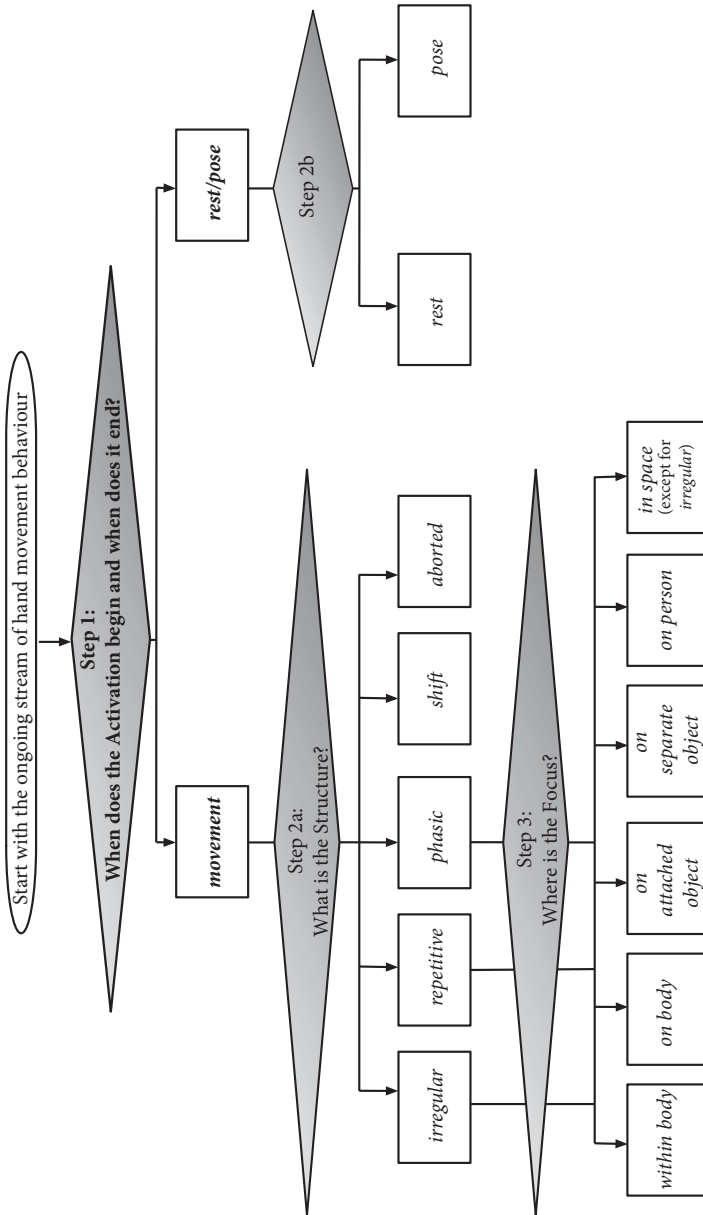 Start with the ongoing stream of hand movement behaviour
Step 1:
When does the Activation begin and when does it end?
movement
rest/pose
Step 2a:
What is the Structure?
Step 2b
irregular
repetitive
phasic
shift
aborted
rest
pose
Step 3:
Where is the Focus?
within body
on body
on
attached
object
on
separate
object
on person
in space
(except for
irregular)